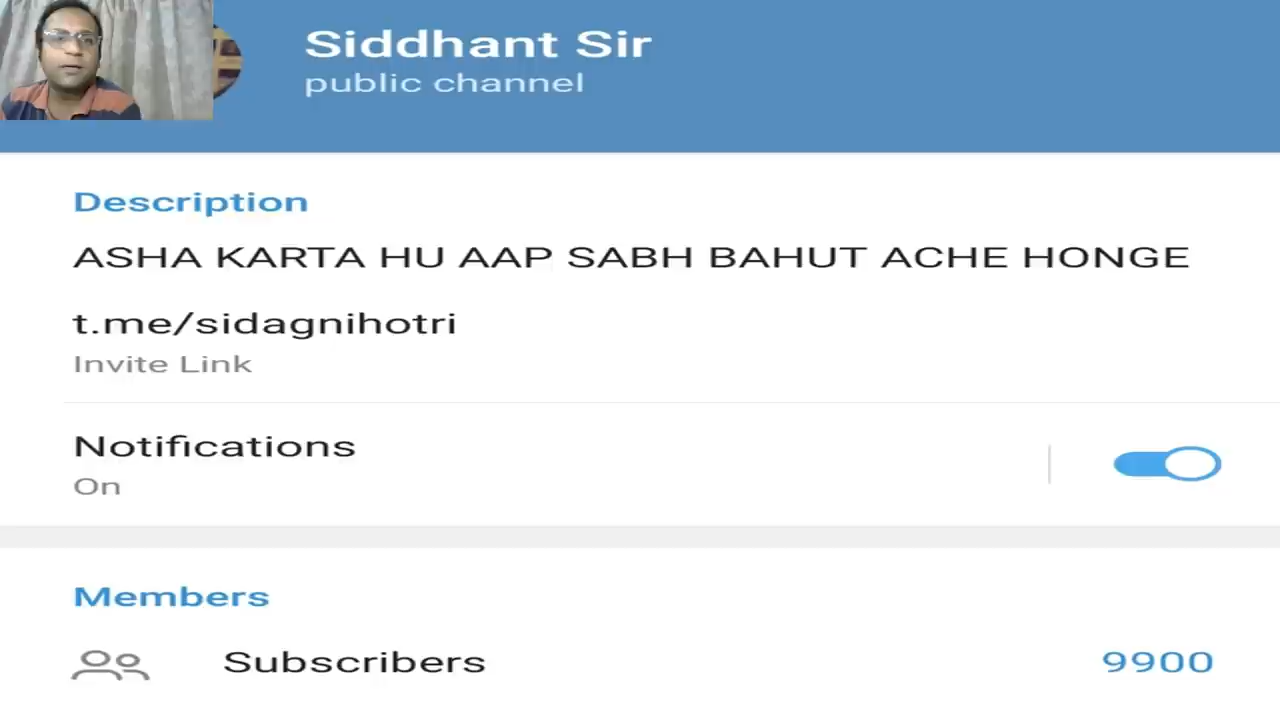 Siddhant Sir
public channel
Description
ASHA KARTA HU AAP SABH BAHUT ACHE HONGE
t.me/sidagnihotri
Invite Link
Notifications
On
Members
Subscribers 9900